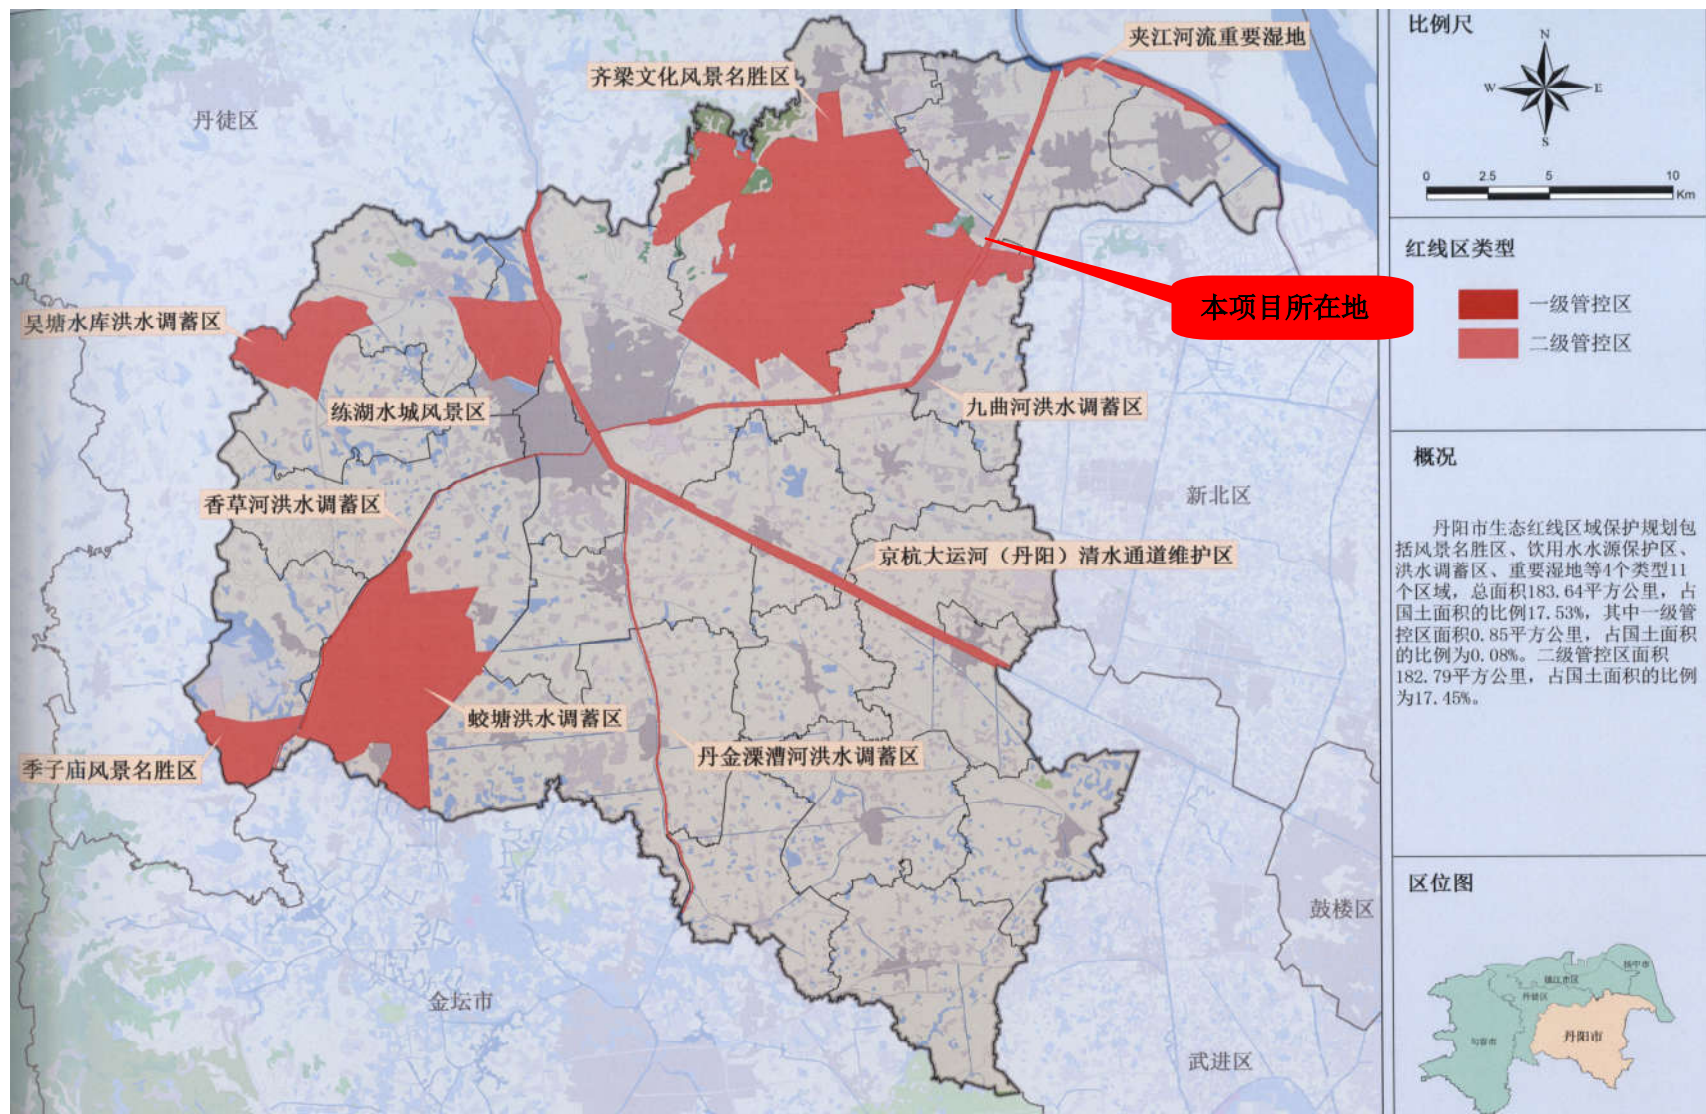 夹江河流重要湿地
齐梁文化风景名胜区
丹徒区
吴塘水库洪水调蓄区
练湖水城风景区
九曲河洪水调蓄区
香草河洪水调蓄区
新北区
京杭大运河（丹阳）清水通道维护区
蛟塘洪水调蓄区
丹金溧漕河洪水调蓄区
季子庙风景名胜区
鼓楼区
金坛市
武进区
本项目所在地
比例尺
N
W
E
S
0 2.5 5 10
Km
红线区类型
一级管控区
二级管控区
概况
丹阳市生态红线区域保护规划包
括风景名胜区、饮用水水源保护区、
洪水调蓄区、重要湿地等4个类型11
个区域，总面积183.64平方公里，占
国土面积的比例17.53%，其中一级管
控区面积0.85平方公里，占国土面积
的比例为0.08%。二级管控区面积
182.79平方公里，占国土面积的比例
为17.45%。
区位图
扬中市
镇江市区
丹徒区
句容市
丹阳市